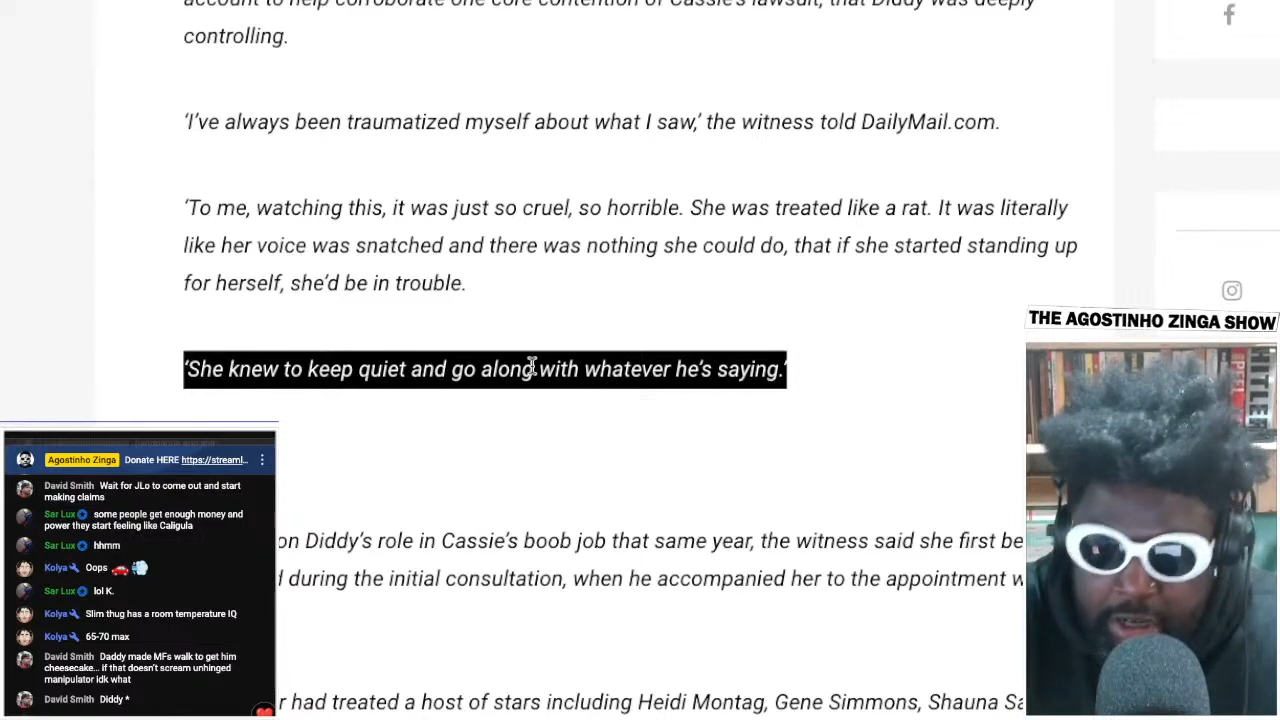 account to help corroborate one core contention of Cassie's lawsuit, that Diddy was deeply
controlling.
'I've always been traumatized myself about what I saw,' the witness told DailyMail.com.
'To me, watching this, it was just so cruel, so horrible. She was treated like a rat. It was literally
like her voice was snatched and there was nothing she could do, that if she started standing up
for herself, she'd be in trouble.
'She knew to keep quiet and go along with whatever he's saying.'
on Diddy's role in Cassie's boob job that same year, the witness said she first be
d during the initial consultation, when he accompanied her to the appointment w
r had treated a host of stars including Heidi Montag, Gene Simmons, Shauna Sa
THE AGOSTINHO ZINGA SHOW
Agostinho Zinga Donate HERE https://streaml...
David Smith Wait for JLo to come out and start
making claims
Sar Lux some people get enough money and
power they start feeling like Caligula
Sar Lux hhmm
Kolya Oops
Sar Lux lol K.
Kolya Slim thug has a room temperature IQ
Kolya 65-70 max
David Smith Daddy made MFs walk to get him
cheesecake... if that doesn't scream unhinged
manipulator idk what
David Smith Diddy *